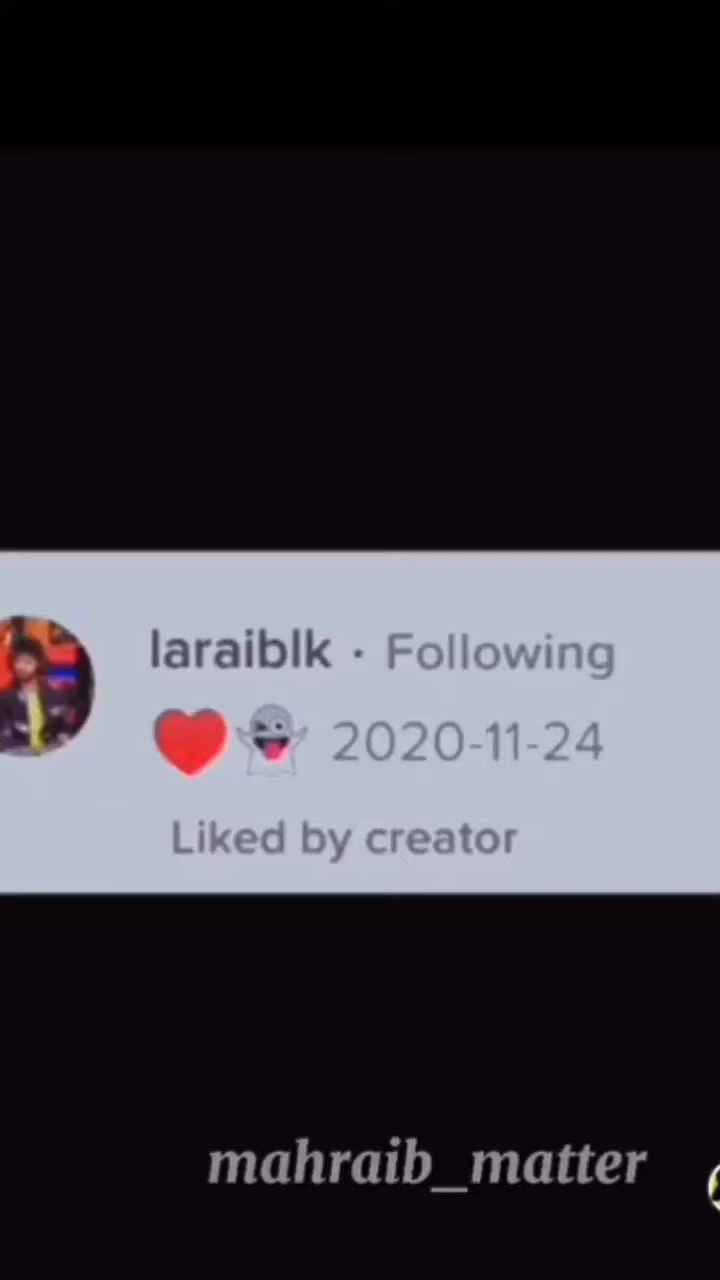 laraiblk · Following
❤️👻 2020-11-24
Liked by creator
mahraib_matter